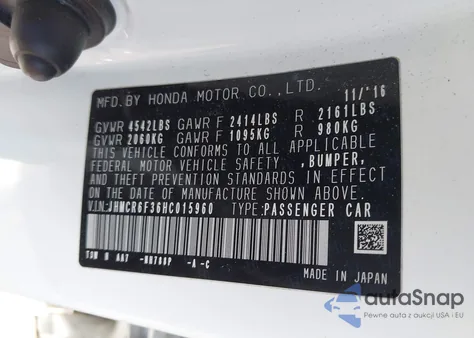 MFD.BY HONDA MOTOR CO.,LTD. 11/'16
GVWR 4542LBS GAWR F 2414LBS R 2161LBS
GVWR 2060KG GAWR F 1095KG R 980KG
THIS VEHICLE CONFORMS TO ALL APPLICABLE
FEDERAL MOTOR VEHICLE SAFETY ,BUMPER,
AND THEFT PREVENTION STANDARDS IN EFFECT
ON THE DATE OF MANUFACTURE SHOWN ABOVE.
VIN:JHMCR6F36HC015960 TYPE:PASSENGER CAR
-A -C
MADE IN JAPAN
autoSnap
Pewne auta z aukcji USA i EU